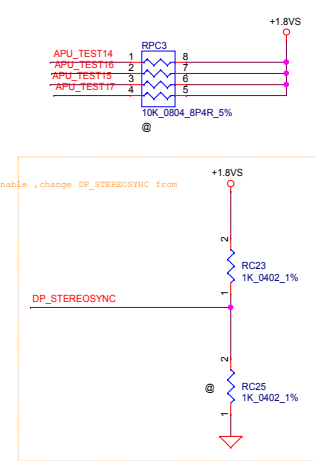 +1.8VS
RPC3
APU_TEST14 1 8
APU_TEST16 2 7
APU_TEST15 3 6
APU_TEST17 4 5
10K_0804_8P4R_5%
@
+1.8VS
nable ,change DP_STEREOSYNC from
2
RC23
1K_0402_1%
1
DP_STEREOSYNC
2
@ RC25
1K_0402_1%
1